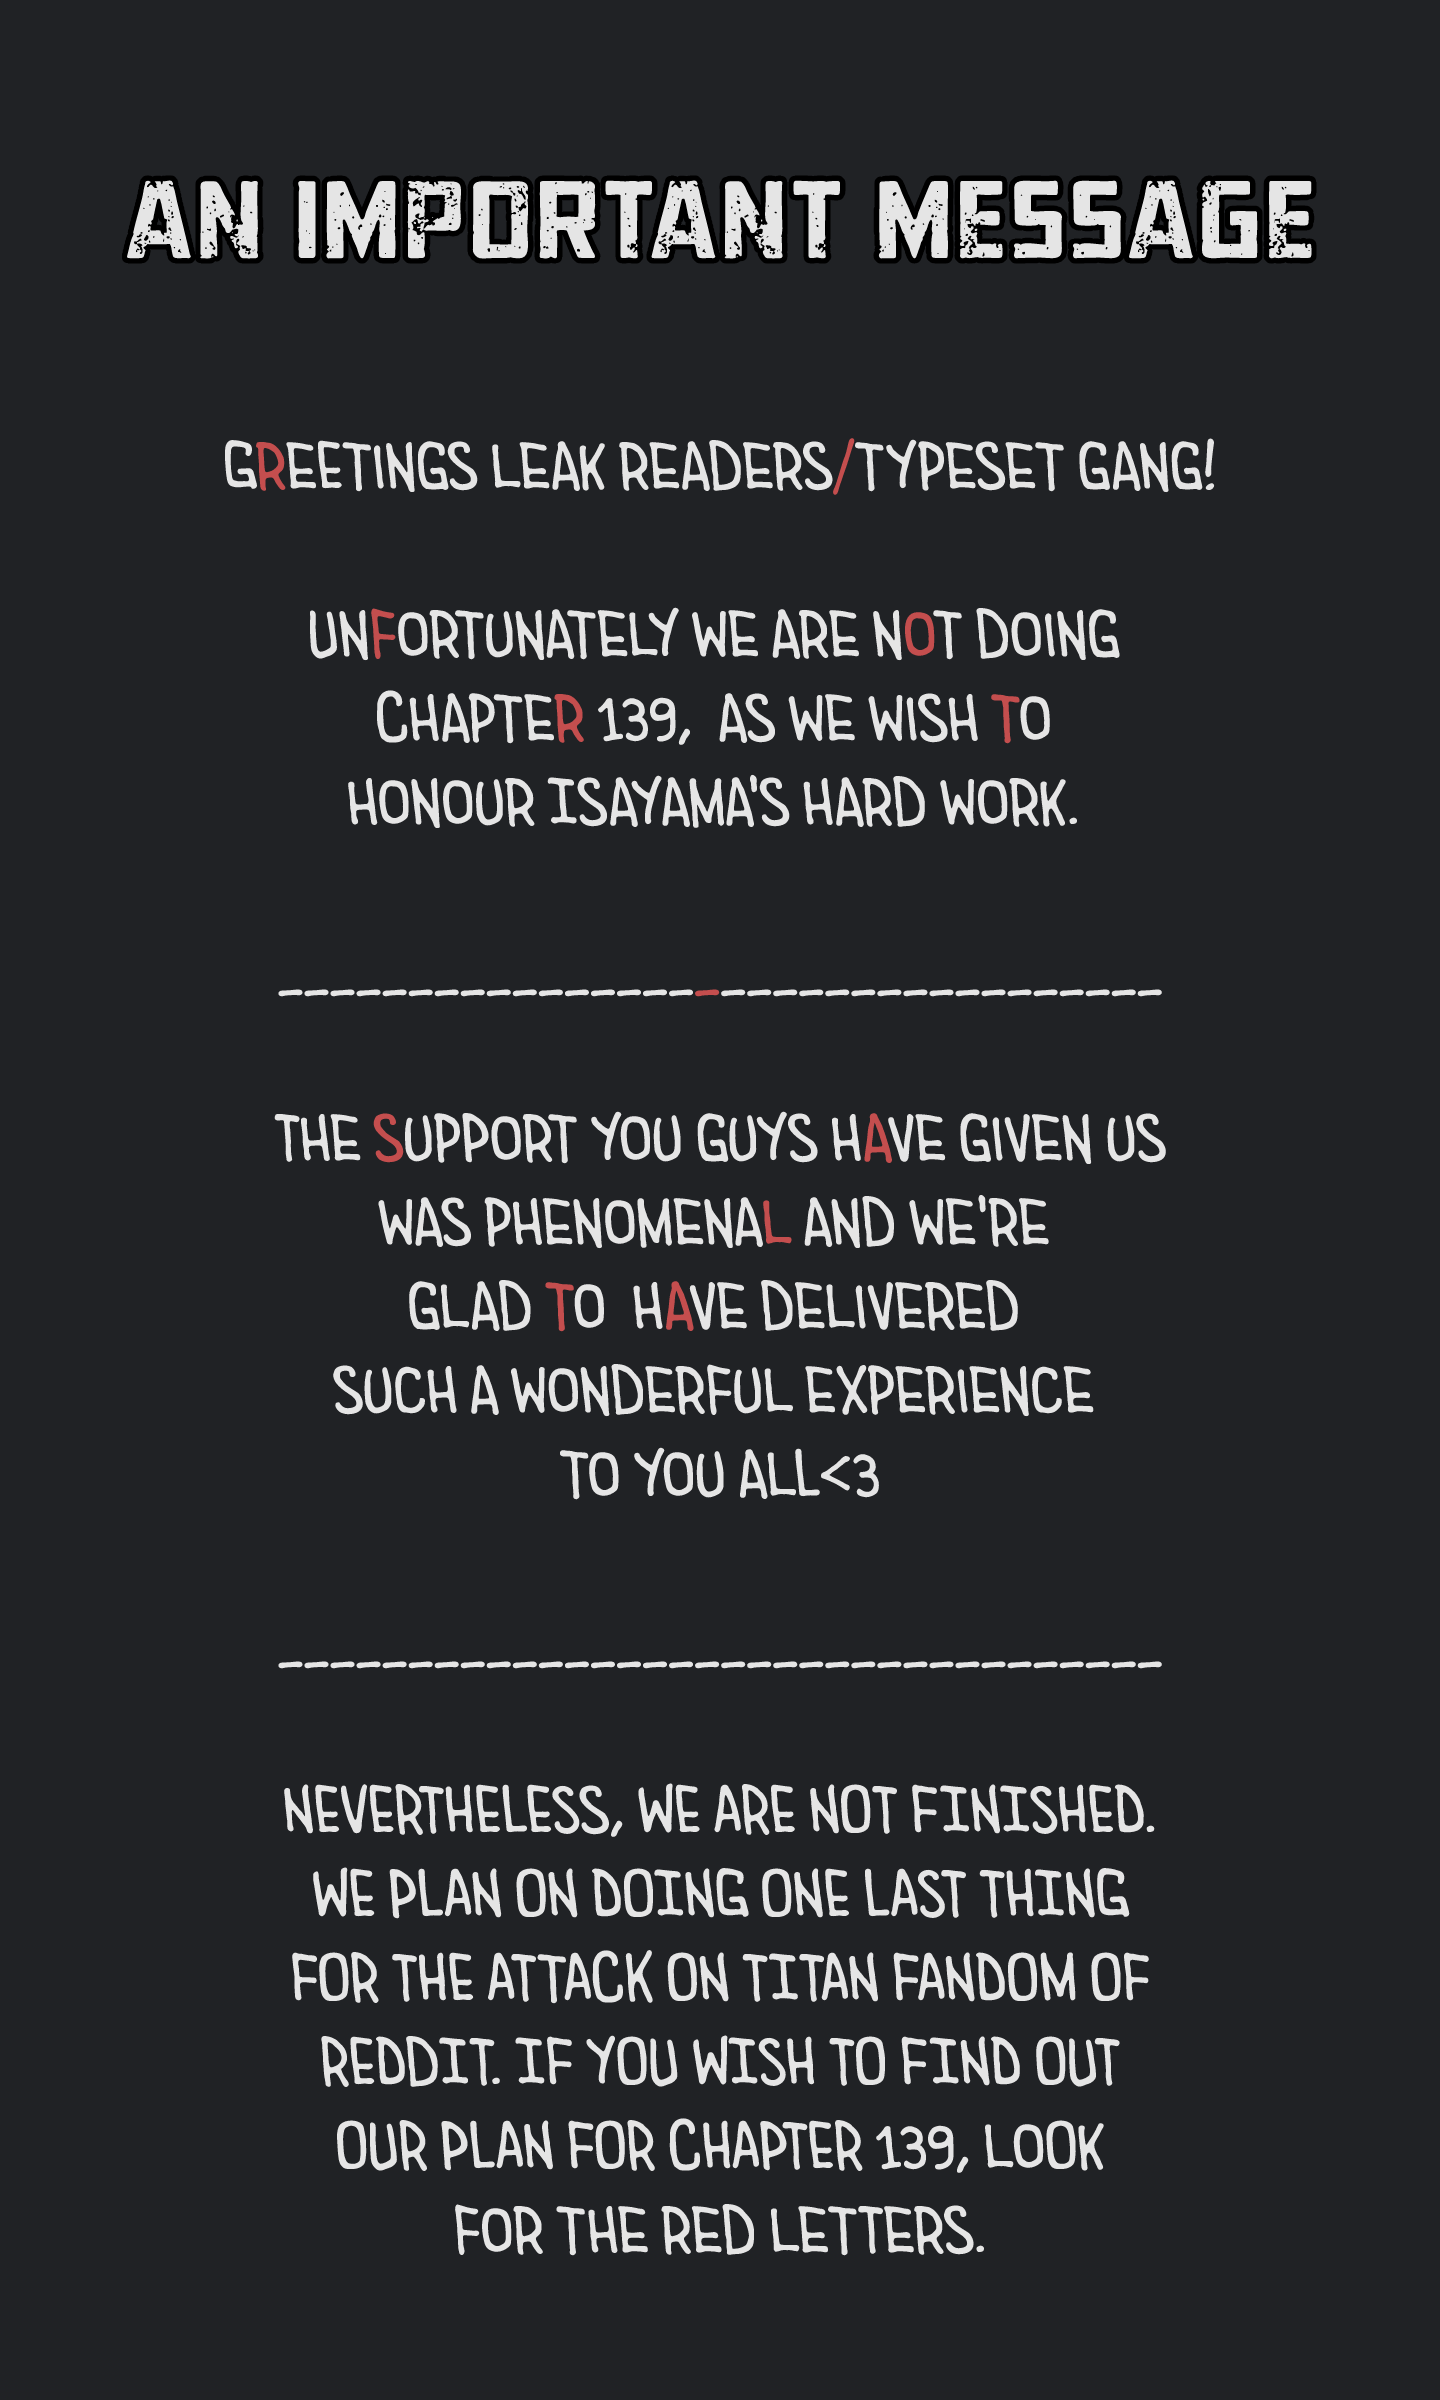 AN IMPORTANT MESSAGE
GREETINGS LEAK READERS/TYPESET GANG!
UNFORTUNATELY WE ARE NOT DOING
CHAPTER 139,  AS WE WISH TO
HONOUR ISAYAMA'S HARD WORK.
----------------------------------
THE SUPPORT YOU GUYS HAVE GIVEN US
WAS PHENOMENAL AND WE'RE
GLAD TO  HAVE DELIVERED
SUCH A WONDERFUL EXPERIENCE
TO YOU ALL<3
----------------------------------
NEVERTHELESS, WE ARE NOT FINISHED.
WE PLAN ON DOING ONE LAST THING
FOR THE ATTACK ON TITAN FANDOM OF
REDDIT. IF YOU WISH TO FIND OUT
OUR PLAN FOR CHAPTER 139, LOOK
FOR THE RED LETTERS.